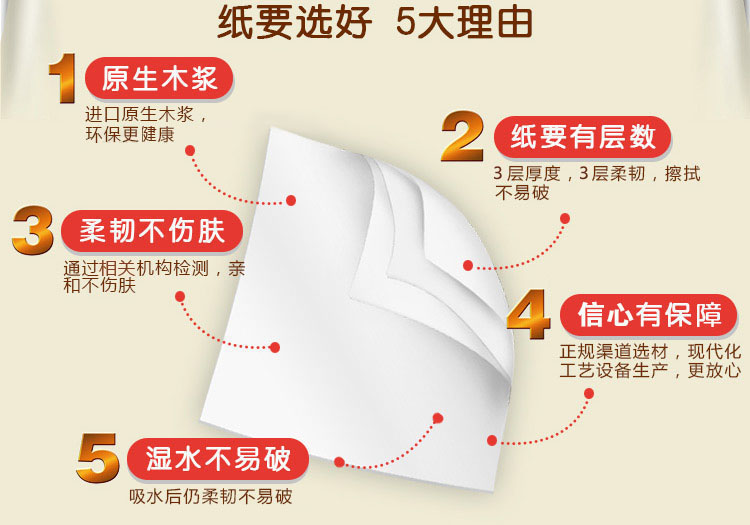 纸要选好 5大理由
1 原生木浆
进口原生木浆，
环保更健康
2 纸要有层数
3层厚度，3层柔韧，擦拭
不易破
3 柔韧不伤肤
通过相关机构检测，亲
和不伤肤
4 信心有保障
正规渠道选材，现代化
工艺设备生产，更放心
5 湿水不易破
吸水后仍柔韧不易破